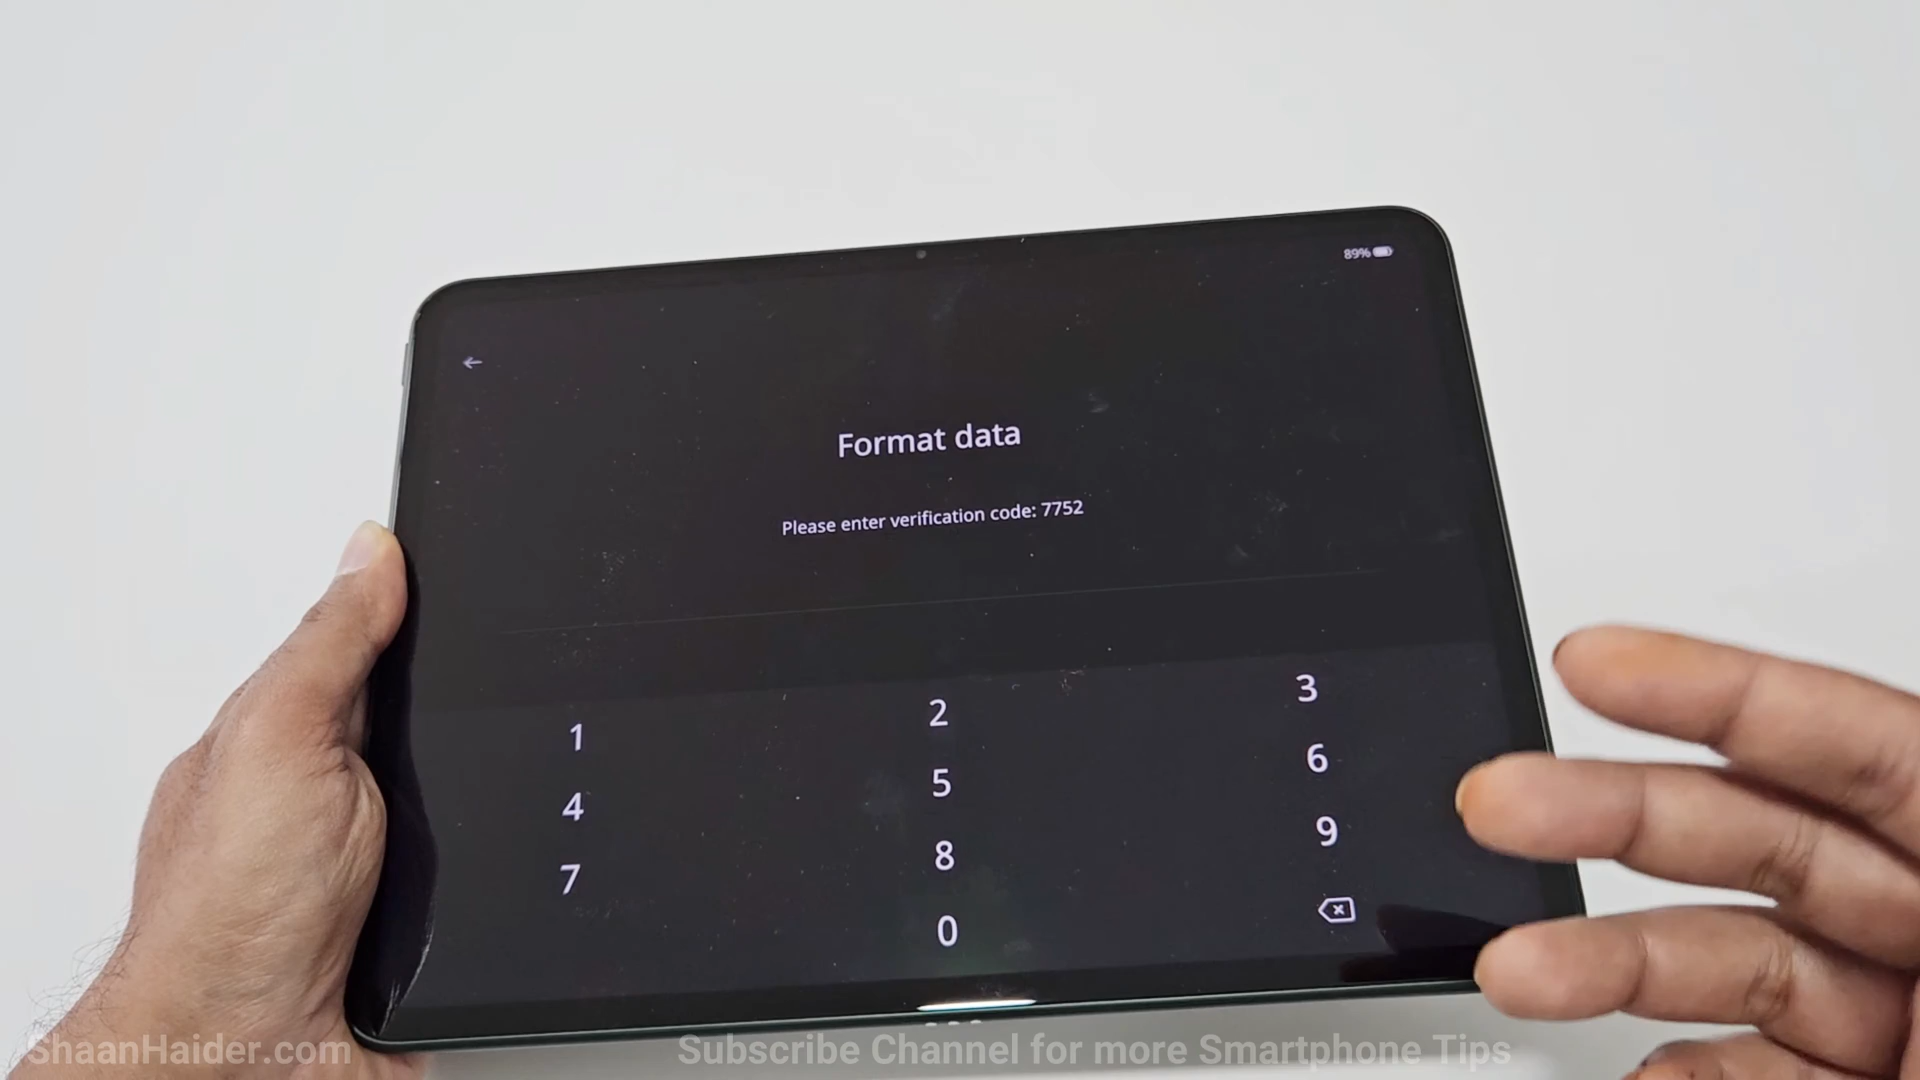 89%
Format data
Please enter verification code: 7752
1 2 3
4 5 6
7 8 9
0
ShaanHaider.com
Subscribe Channel for more Smartphone Tips